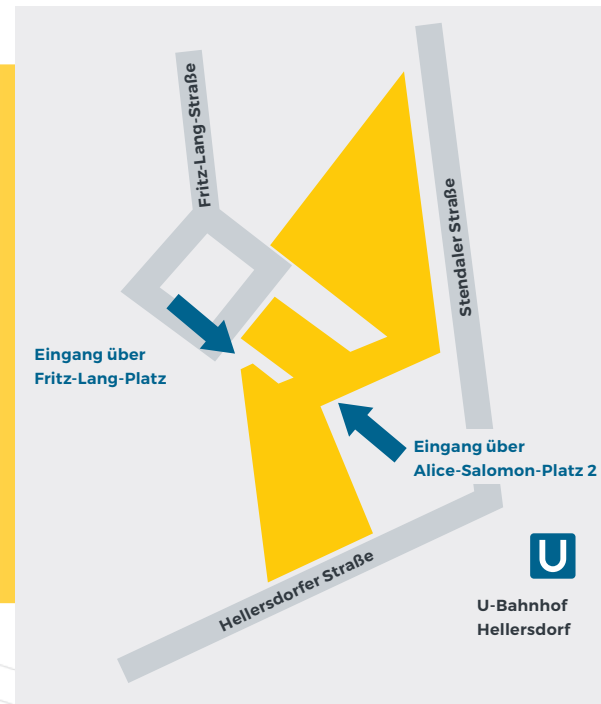 Fritz-Lang-Straße
Stendaler Straße
Eingang über
Fritz-Lang-Platz
Eingang über
Alice-Salomon-Platz 2
Hellersdorfer Straße
U
U-Bahnhof
Hellersdorf